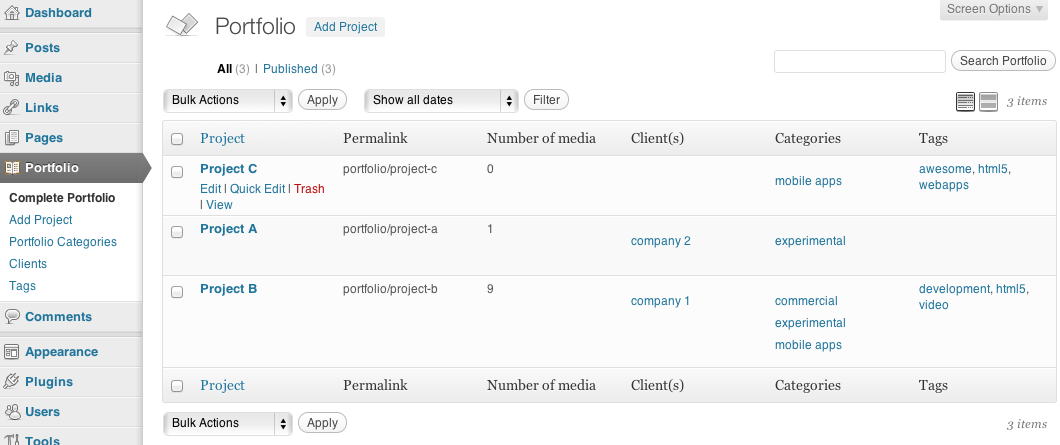 Screen Options ▼
Dashboard
Posts
Media
Links
Pages
Portfolio
Complete Portfolio
Add Project
Portfolio Categories
Clients
Tags
Comments
Appearance
Plugins
Users
Tools
Portfolio Add Project
All (3) | Published (3)
Search Portfolio
Bulk Actions Apply Show all dates Filter
3 items
Project Permalink Number of media Client(s) Categories Tags
Project C portfolio/project-c 0 mobile apps awesome, html5,
Edit | Quick Edit | Trash webapps
| View
Project A portfolio/project-a 1 company 2 experimental
Project B portfolio/project-b 9 company 1 commercial development, html5,
experimental video
mobile apps
Project Permalink Number of media Client(s) Categories Tags
Bulk Actions Apply
3 items